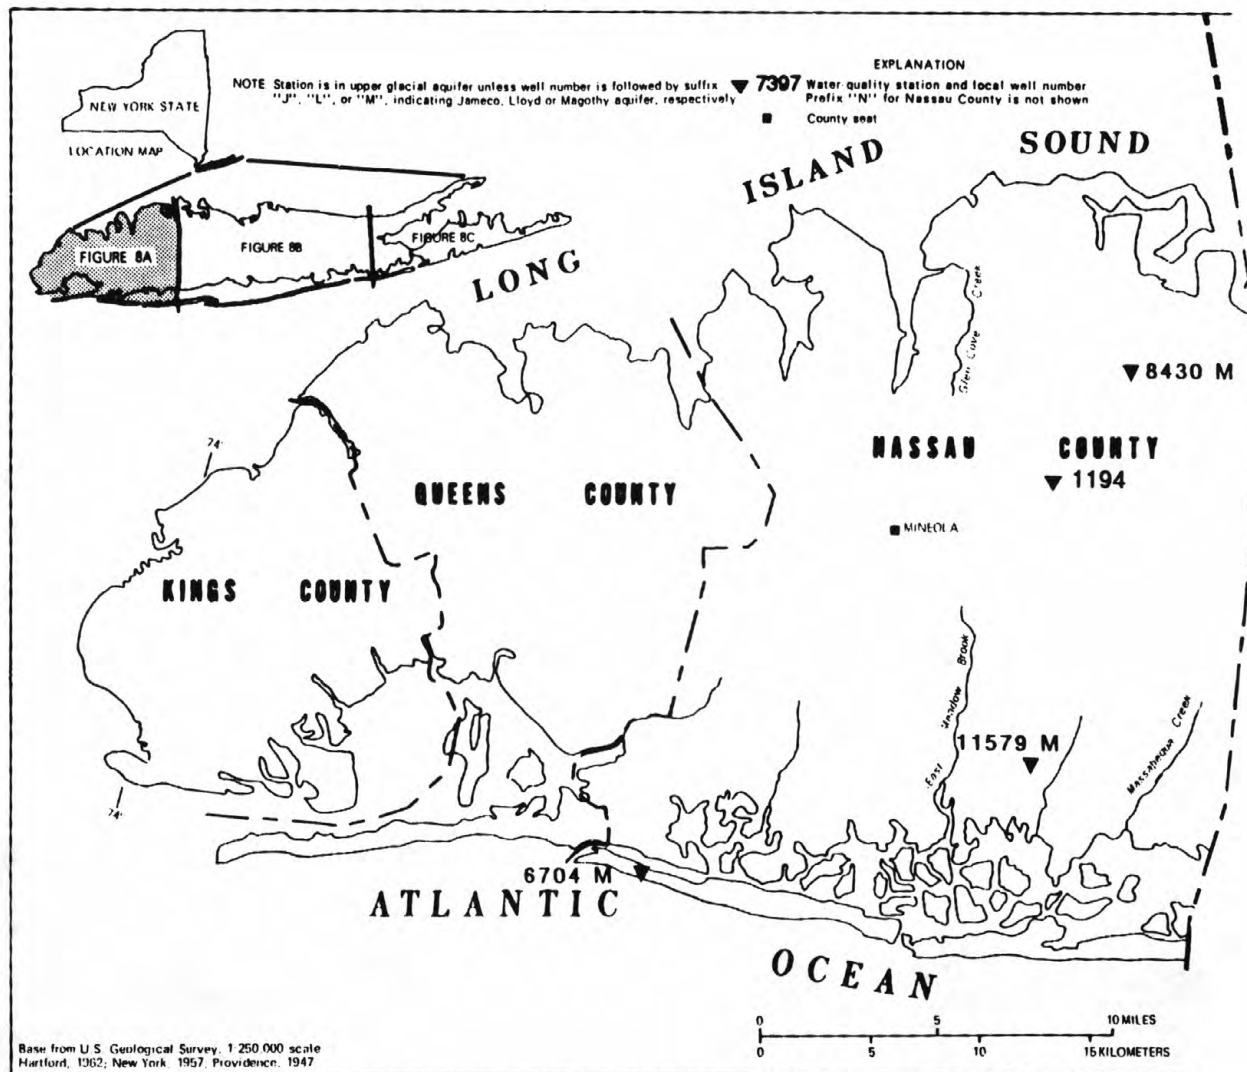 NEW YORK STATE
LOCATION MAP
NOTE Station is in upper glacial aquifer unless well number is followed by suffix
"J", "L", or "M", indicating Jameco, Lloyd or Magothy aquifer, respectively
EXPLANATION
7397 Water-quality station and local well number
Prefix "N" for Nassau County is not shown
County seat
FIGURE 8A
FIGURE 8B
FIGURE 8C
LONG
ISLAND
SOUND
Glen Cove Creek
8430 M
NASSAU COUNTY
1194
MINEOLA
74°
QUEENS COUNTY
KINGS COUNTY
East Meadow Brook
11579 M
Massapequa Creek
74°
6704 M
ATLANTIC
OCEAN
0 5 10 MILES
0 5 10 15 KILOMETERS
Base from U.S. Geological Survey, 1:250,000 scale
Hartford, 1962; New York, 1957; Providence, 1947